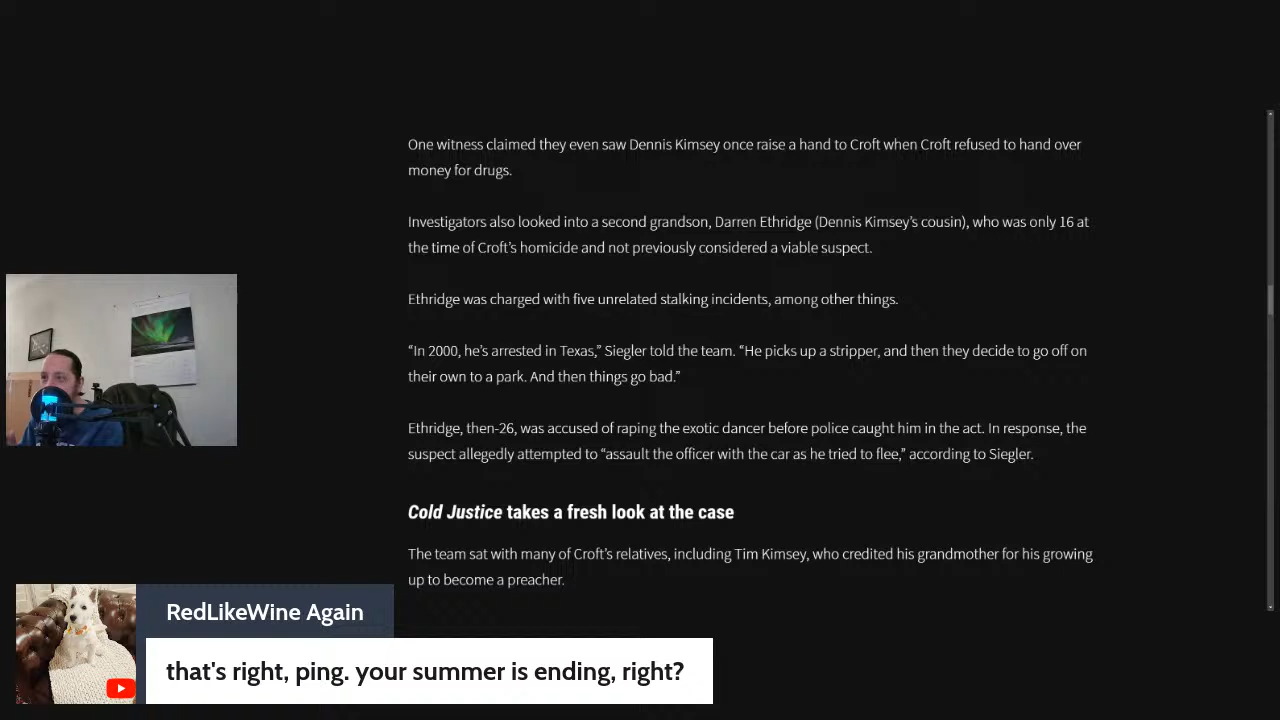 One witness claimed they even saw Dennis Kimsey once raise a hand to Croft when Croft refused to hand over
money for drugs.
Investigators also looked into a second grandson, Darren Ethridge (Dennis Kimsey’s cousin), who was only 16 at
the time of Croft’s homicide and not previously considered a viable suspect.
Ethridge was charged with five unrelated stalking incidents, among other things.
“In 2000, he’s arrested in Texas,” Siegler told the team. “He picks up a stripper, and then they decide to go off on
their own to a park. And then things go bad.”
Ethridge, then-26, was accused of raping the exotic dancer before police caught him in the act. In response, the
suspect allegedly attempted to “assault the officer with the car as he tried to flee,” according to Siegler.
Cold Justice takes a fresh look at the case
The team sat with many of Croft’s relatives, including Tim Kimsey, who credited his grandmother for his growing
up to become a preacher.
RedLikeWine Again
that's right, ping. your summer is ending, right?